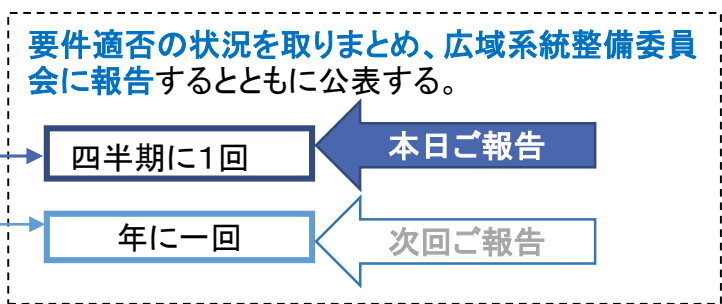 要件適否の状況を取りまとめ、広域系統整備委員
会に報告するとともに公表する。
四半期に1回
本日ご報告
年に一回
次回ご報告